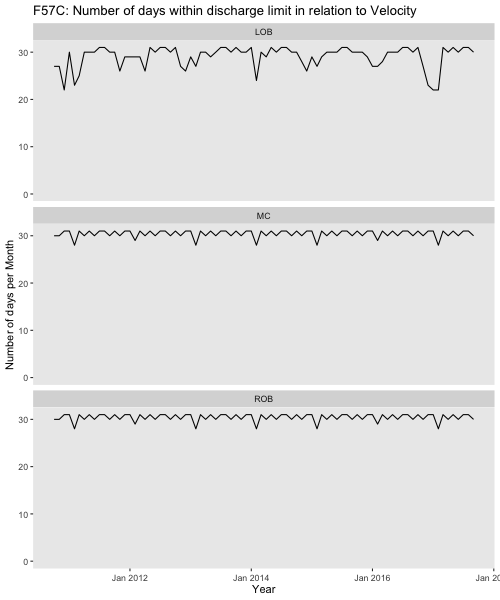 F57C: Number of days within discharge limit in relation to Velocity
LOB
30
20
10
0
MC
30
20
10
0
ROB
30
20
10
0
Number of days per Month
Jan 2012
Jan 2014
Jan 2016
Jan 20
Year